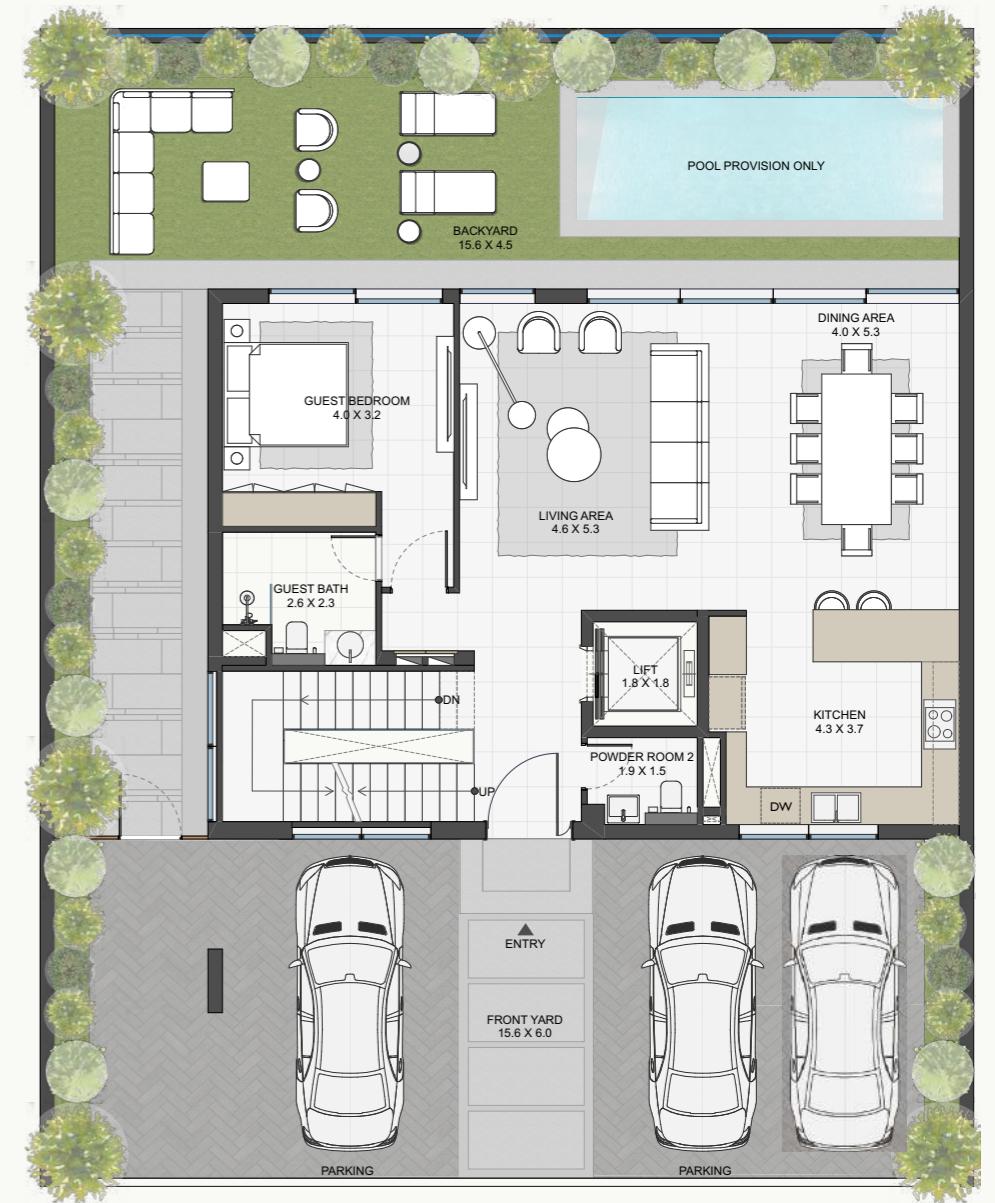 POOL PROVISION ONLY
BACKYARD
15.6 X 4.5
DINING AREA
4.0 X 5.3
GUEST BEDROOM
4.0 X 3.2
LIVING AREA
4.6 X 5.3
GUEST BATH
2.6 X 2.3
LIFT
1.8 X 1.8
DN
KITCHEN
4.3 X 3.7
POWDER ROOM 2
1.9 X 1.5
UP
DW
ENTRY
FRONT YARD
15.6 X 6.0
PARKING
PARKING